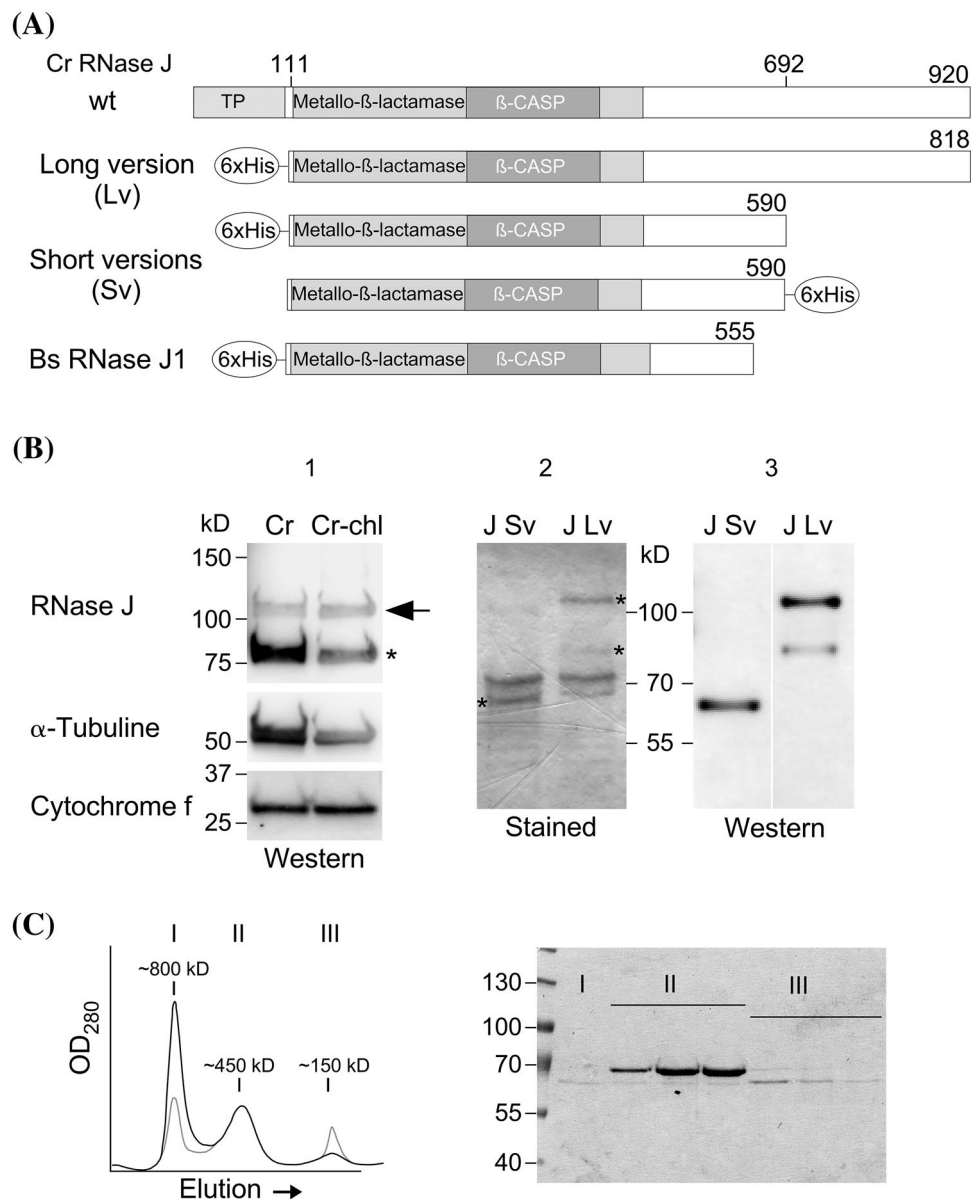 (A)
Cr RNase J
wt
111
692
920
TP
Metallo-ß-lactamase
ß-CASP
818
Long version
(Lv)
6xHis
Metallo-ß-lactamase
ß-CASP
590
6xHis
Metallo-ß-lactamase
ß-CASP
Short versions
(Sv)
590
Metallo-ß-lactamase
ß-CASP
6xHis
555
Bs RNase J1
6xHis
Metallo-ß-lactamase
ß-CASP
(B)
1
2
3
kD
Cr
Cr-chl
J Sv
J Lv
kD
J Sv
J Lv
150
RNase J
100
75
*
α-Tubuline
50
37
Cytochrome f
25
Western
*
*
*
100
70
55
Stained
Western
(C)
I
II
III
~800 kD
~450 kD
~150 kD
OD280
Elution
130
100
70
55
40
I
II
III